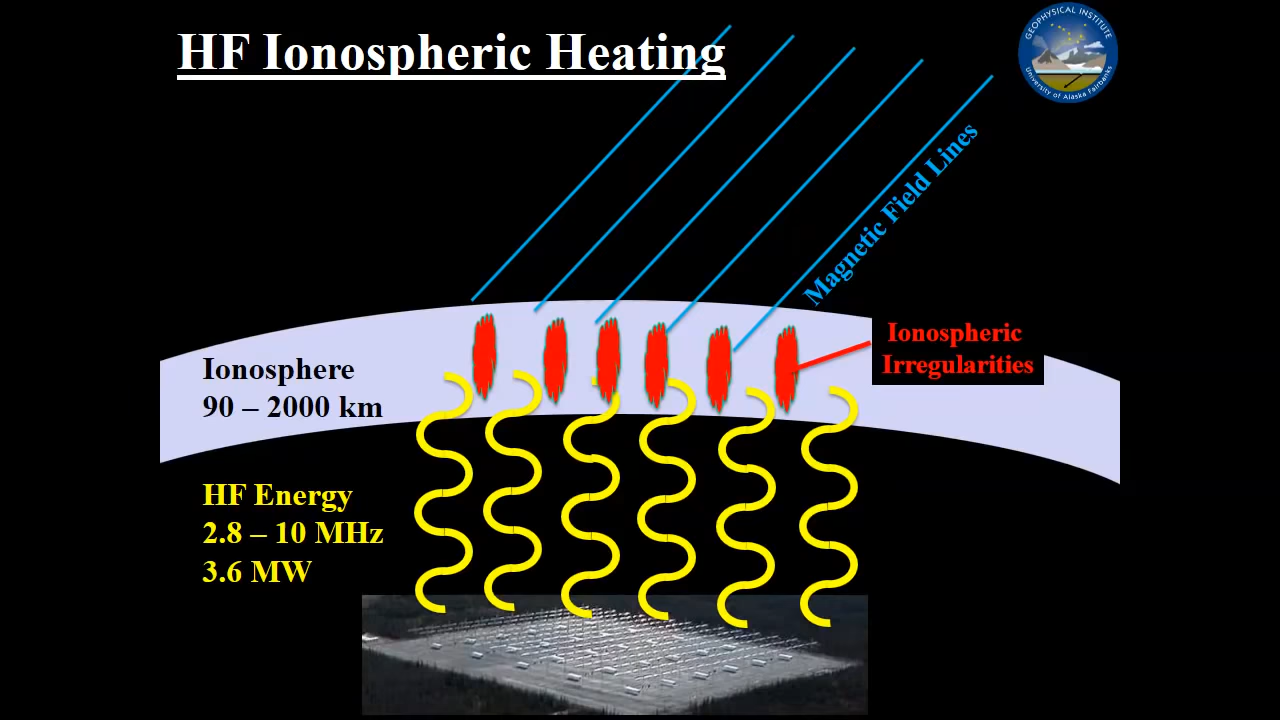 HF Ionospheric Heating
GEOPHYSICAL INSTITUTE
University of Alaska Fairbanks
Magnetic Field Lines
Ionospheric
Irregularities
Ionosphere
90 – 2000 km
HF Energy
2.8 – 10 MHz
3.6 MW